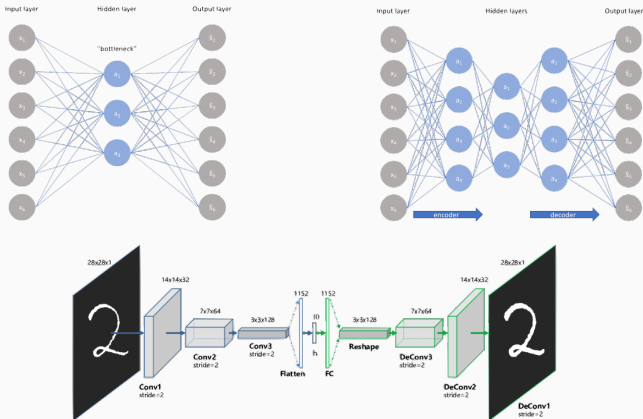 Input layer
Hidden layer
Output layer
"bottleneck"
x₁
x₂
x₃
x₄
x₅
x₆
a₁
a₂
a₃
x̂₁
x̂₂
x̂₃
x̂₄
x̂₅
x̂₆
Input layer
Hidden layers
Output layer
x₁
x₂
x₃
x₄
x₅
x₆
a₁
a₂
a₃
a₄
a₁
a₂
a₃
a₁
a₂
a₃
a₄
x̂₁
x̂₂
x̂₃
x̂₄
x̂₅
x̂₆
encoder
decoder
28x28x1
2
14x14x32
Conv1
stride=2
7x7x64
Conv2
stride=2
3x3x128
Conv3
stride=2
1152
Flatten
10
h
1152
FC
3x3x128
Reshape
7x7x64
DeConv3
stride=2
14x14x32
DeConv2
stride=2
28x28x1
2
DeConv1
stride=2